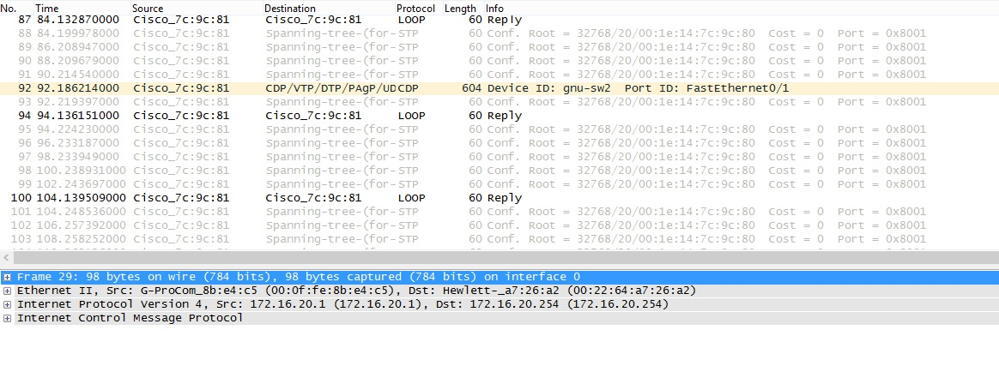 No. Time Source Destination Protocol Length Info
87 84.132870000 Cisco_7c:9c:81 Cisco_7c:9c:81 LOOP 60 Reply
88 84.199978000 Cisco_7c:9c:81 Spanning-tree-(for- STP 60 Conf. Root = 32768/20/00:1e:14:7c:9c:80 Cost = 0 Port = 0x8001
89 86.208947000 Cisco_7c:9c:81 Spanning-tree-(for- STP 60 Conf. Root = 32768/20/00:1e:14:7c:9c:80 Cost = 0 Port = 0x8001
90 88.209679000 Cisco_7c:9c:81 Spanning-tree-(for- STP 60 Conf. Root = 32768/20/00:1e:14:7c:9c:80 Cost = 0 Port = 0x8001
91 90.214540000 Cisco_7c:9c:81 Spanning-tree-(for- STP 60 Conf. Root = 32768/20/00:1e:14:7c:9c:80 Cost = 0 Port = 0x8001
92 92.186214000 Cisco_7c:9c:81 CDP/VTP/DTP/PAgP/UD CDP 604 Device ID: gnu-sw2 Port ID: FastEthernet0/1
93 92.219397000 Cisco_7c:9c:81 Spanning-tree-(for- STP 60 Conf. Root = 32768/20/00:1e:14:7c:9c:80 Cost = 0 Port = 0x8001
94 94.136151000 Cisco_7c:9c:81 Cisco_7c:9c:81 LOOP 60 Reply
95 94.224230000 Cisco_7c:9c:81 Spanning-tree-(for- STP 60 Conf. Root = 32768/20/00:1e:14:7c:9c:80 Cost = 0 Port = 0x8001
96 96.233187000 Cisco_7c:9c:81 Spanning-tree-(for- STP 60 Conf. Root = 32768/20/00:1e:14:7c:9c:80 Cost = 0 Port = 0x8001
97 98.233949000 Cisco_7c:9c:81 Spanning-tree-(for- STP 60 Conf. Root = 32768/20/00:1e:14:7c:9c:80 Cost = 0 Port = 0x8001
98 100.238931000 Cisco_7c:9c:81 Spanning-tree-(for- STP 60 Conf. Root = 32768/20/00:1e:14:7c:9c:80 Cost = 0 Port = 0x8001
99 102.243697000 Cisco_7c:9c:81 Spanning-tree-(for- STP 60 Conf. Root = 32768/20/00:1e:14:7c:9c:80 Cost = 0 Port = 0x8001
100 104.139509000 Cisco_7c:9c:81 Cisco_7c:9c:81 LOOP 60 Reply
101 104.248536000 Cisco_7c:9c:81 Spanning-tree-(for- STP 60 Conf. Root = 32768/20/00:1e:14:7c:9c:80 Cost = 0 Port = 0x8001
102 106.257392000 Cisco_7c:9c:81 Spanning-tree-(for- STP 60 Conf. Root = 32768/20/00:1e:14:7c:9c:80 Cost = 0 Port = 0x8001
103 108.258252000 Cisco_7c:9c:81 Spanning-tree-(for- STP 60 Conf. Root = 32768/20/00:1e:14:7c:9c:80 Cost = 0 Port = 0x8001
Frame 29: 98 bytes on wire (784 bits), 98 bytes captured (784 bits) on interface 0
Ethernet II, Src: G-ProCom_8b:e4:c5 (00:0f:fe:8b:e4:c5), Dst: Hewlett-_a7:26:a2 (00:22:64:a7:26:a2)
Internet Protocol Version 4, Src: 172.16.20.1 (172.16.20.1), Dst: 172.16.20.254 (172.16.20.254)
Internet Control Message Protocol